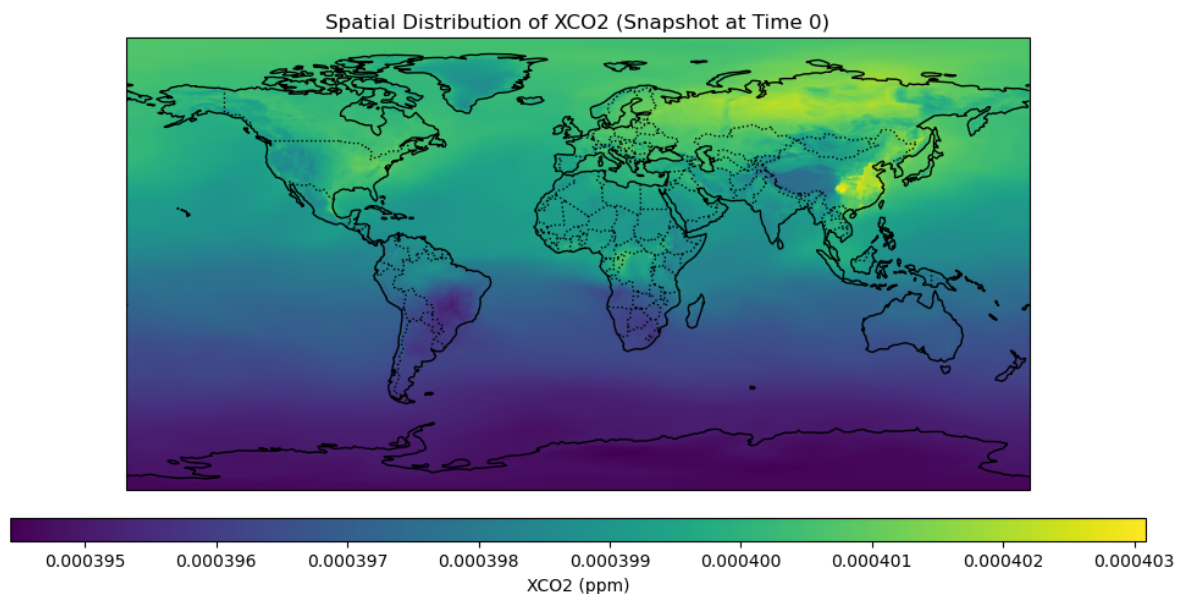 Spatial Distribution of XCO2 (Snapshot at Time 0)
0.000395 0.000396 0.000397 0.000398 0.000399 0.000400 0.000401 0.000402 0.000403
XCO2 (ppm)